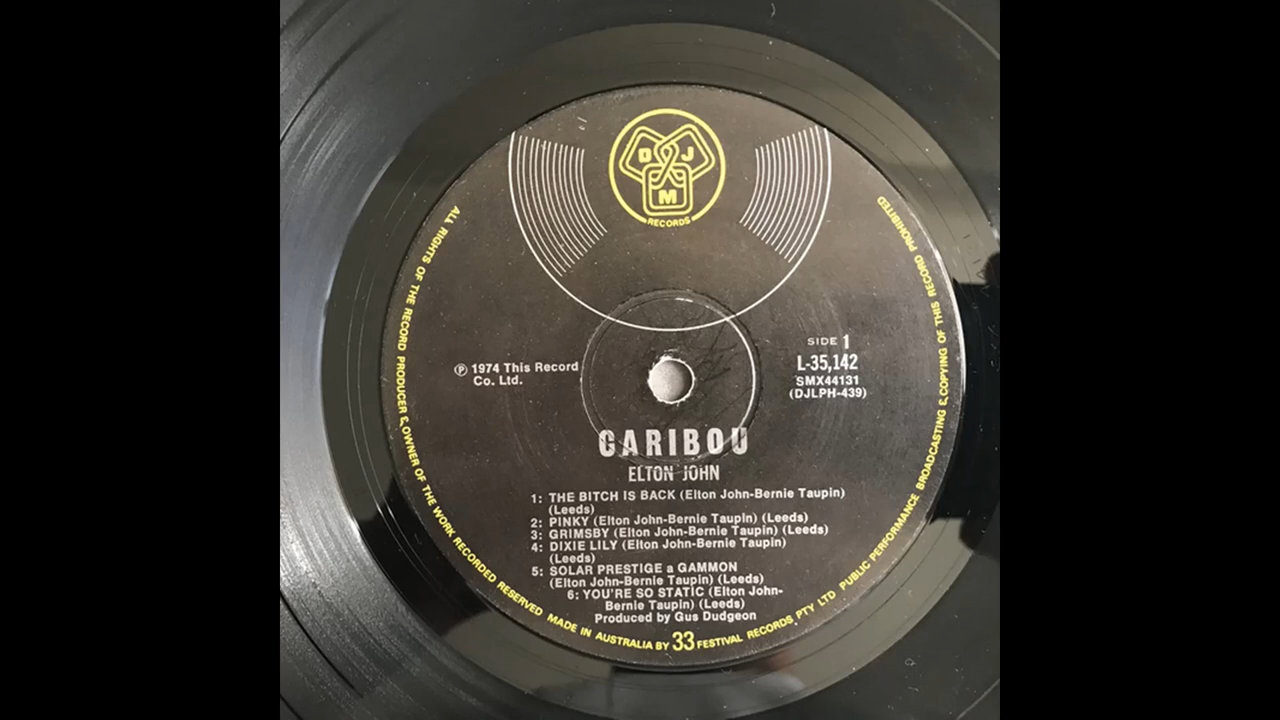 D J
M
RECORDS
ALL RIGHTS OF THE RECORD PRODUCER & OWNER OF THE WORK RECORDED RESERVED MADE IN AUSTRALIA BY 33 FESTIVAL RECORDS PTY LTD PUBLIC PERFORMANCE BROADCASTING & COPYING OF THIS RECORD PROHIBITED
SIDE 1
L-35,142
SMX44131
(DJLPH-439)
℗ 1974 This Record
Co. Ltd.
CARIBOU
ELTON JOHN
1: THE BITCH IS BACK (Elton John-Bernie Taupin)
(Leeds)
2: PINKY (Elton John-Bernie Taupin) (Leeds)
3: GRIMSBY (Elton John-Bernie Taupin) (Leeds)
4: DIXIE LILY (Elton John-Bernie Taupin)
(Leeds)
5: SOLAR PRESTIGE a GAMMON
(Elton John-Bernie Taupin) (Leeds)
6: YOU'RE SO STATIC (Elton John-
Bernie Taupin) (Leeds)
Produced by Gus Dudgeon